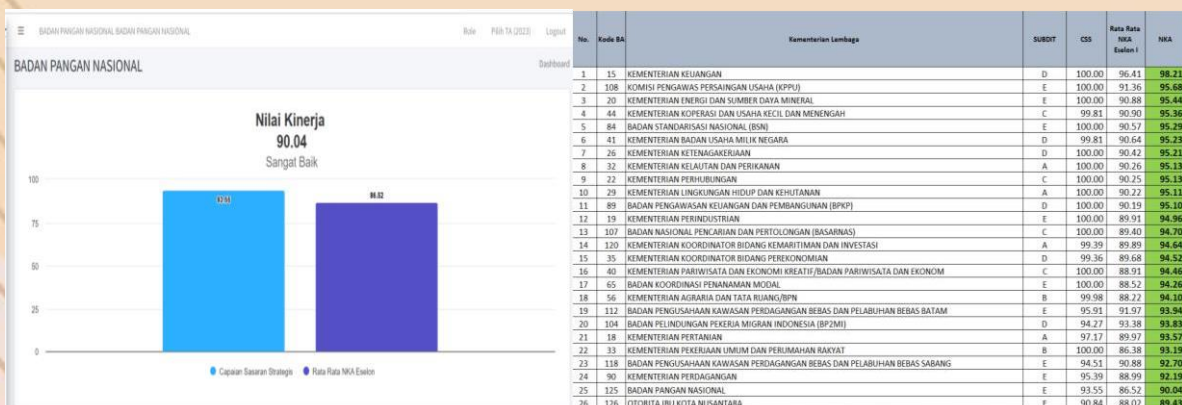 BADAN PANGAN NASIONAL BADAN PANGAN NASIONAL Role Pilih TA (2023) Logout
BADAN PANGAN NASIONAL Dashboard
Nilai Kinerja
90.04
Sangat Baik
100
75
50
25
0
93.55
86.52
Capaian Sasaran Strategis Rata Rata NKA Eselon
No. Kode BA Kementerian Lembaga SUBDIT CSS Rata Rata NKA Eselon I NKA
1 15 KEMENTERIAN KEUANGAN D 100.00 96.41 98.21
2 108 KOMISI PENGAWAS PERSAINGAN USAHA (KPPU) E 100.00 91.36 95.68
3 20 KEMENTERIAN ENERGI DAN SUMBER DAYA MINERAL E 100.00 90.88 95.44
4 44 KEMENTERIAN KOPERASI DAN USAHA KECIL DAN MENENGAH C 99.81 90.90 95.36
5 84 BADAN STANDARISASI NASIONAL (BSN) E 100.00 90.57 95.29
6 41 KEMENTERIAN BADAN USAHA MILIK NEGARA D 99.81 90.64 95.23
7 26 KEMENTERIAN KETENAGAKERJAAN D 100.00 90.42 95.21
8 32 KEMENTERIAN KELAUTAN DAN PERIKANAN A 100.00 90.26 95.13
9 22 KEMENTERIAN PERHUBUNGAN C 100.00 90.25 95.13
10 29 KEMENTERIAN LINGKUNGAN HIDUP DAN KEHUTANAN A 100.00 90.22 95.11
11 89 BADAN PENGAWASAN KEUANGAN DAN PEMBANGUNAN (BPKP) D 100.00 90.19 95.10
12 19 KEMENTERIAN PERINDUSTRIAN E 100.00 89.91 94.96
13 107 BADAN NASIONAL PENCARIAN DAN PERTOLONGAN (BASARNAS) C 100.00 89.40 94.70
14 120 KEMENTERIAN KOORDINATOR BIDANG KEMARITIMAN DAN INVESTASI A 99.39 89.89 94.64
15 35 KEMENTERIAN KOORDINATOR BIDANG PEREKONOMIAN D 99.36 89.68 94.52
16 40 KEMENTERIAN PARIWISATA DAN EKONOMI KREATIF/BADAN PARIWISATA DAN EKONOM C 100.00 88.91 94.46
17 65 BADAN KOORDINASI PENANAMAN MODAL E 100.00 88.52 94.26
18 56 KEMENTERIAN AGRARIA DAN TATA RUANG/BPN B 99.98 88.22 94.10
19 112 BADAN PENGUSAHAAN KAWASAN PERDAGANGAN BEBAS DAN PELABUHAN BEBAS BATAM E 95.91 91.97 93.94
20 104 BADAN PELINDUNGAN PEKERJA MIGRAN INDONESIA (BP2MI) D 94.27 93.38 93.83
21 18 KEMENTERIAN PERTANIAN A 97.17 89.97 93.57
22 33 KEMENTERIAN PEKERJAAN UMUM DAN PERUMAHAN RAKYAT B 100.00 86.38 93.19
23 118 BADAN PENGUSAHAAN KAWASAN PERDAGANGAN BEBAS DAN PELABUHAN BEBAS SABANG E 94.51 90.88 92.70
24 90 KEMENTERIAN PERDAGANGAN E 95.39 88.99 92.19
25 125 BADAN PANGAN NASIONAL E 93.55 86.52 90.04
26 126 OTORITA IBU KOTA NUSANTARA E 90.84 88.02 89.43